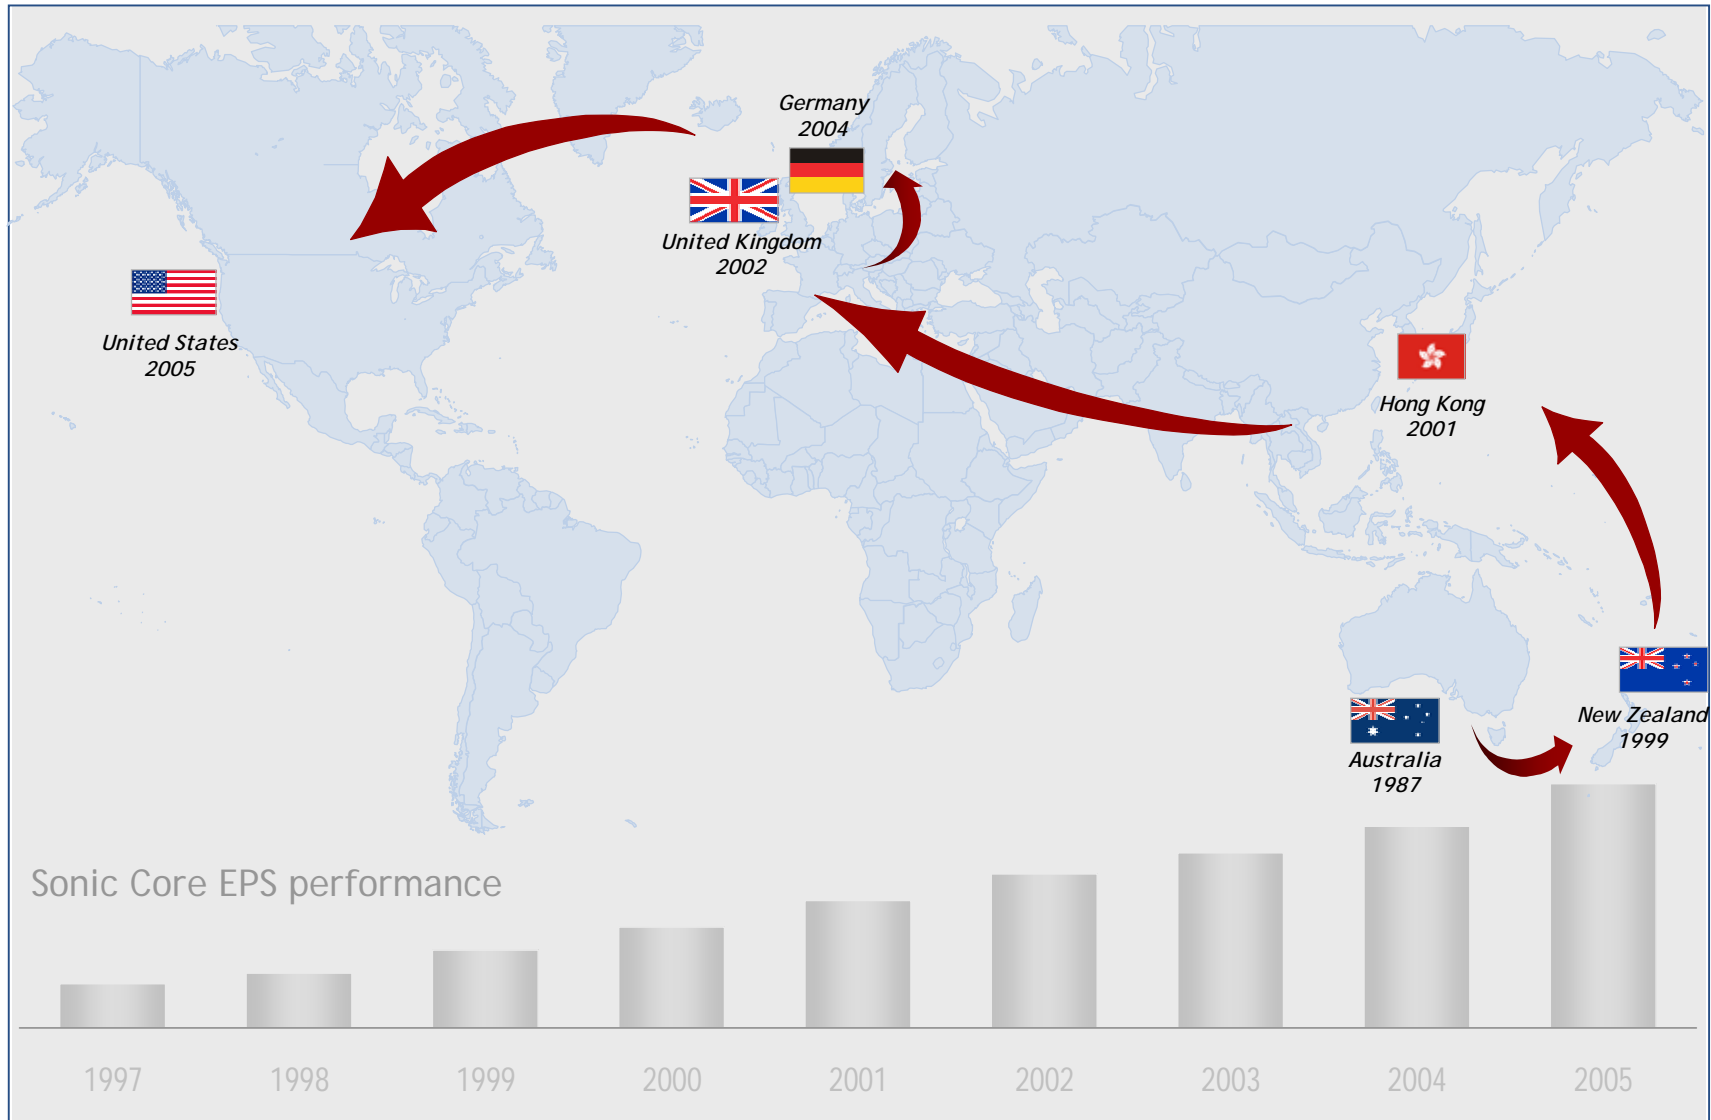 Germany
2004
United Kingdom
2002
United States
2005
Hong Kong
2001
New Zealand
1999
Australia
1987
Sonic Core EPS performance
1997 1998 1999 2000 2001 2002 2003 2004 2005